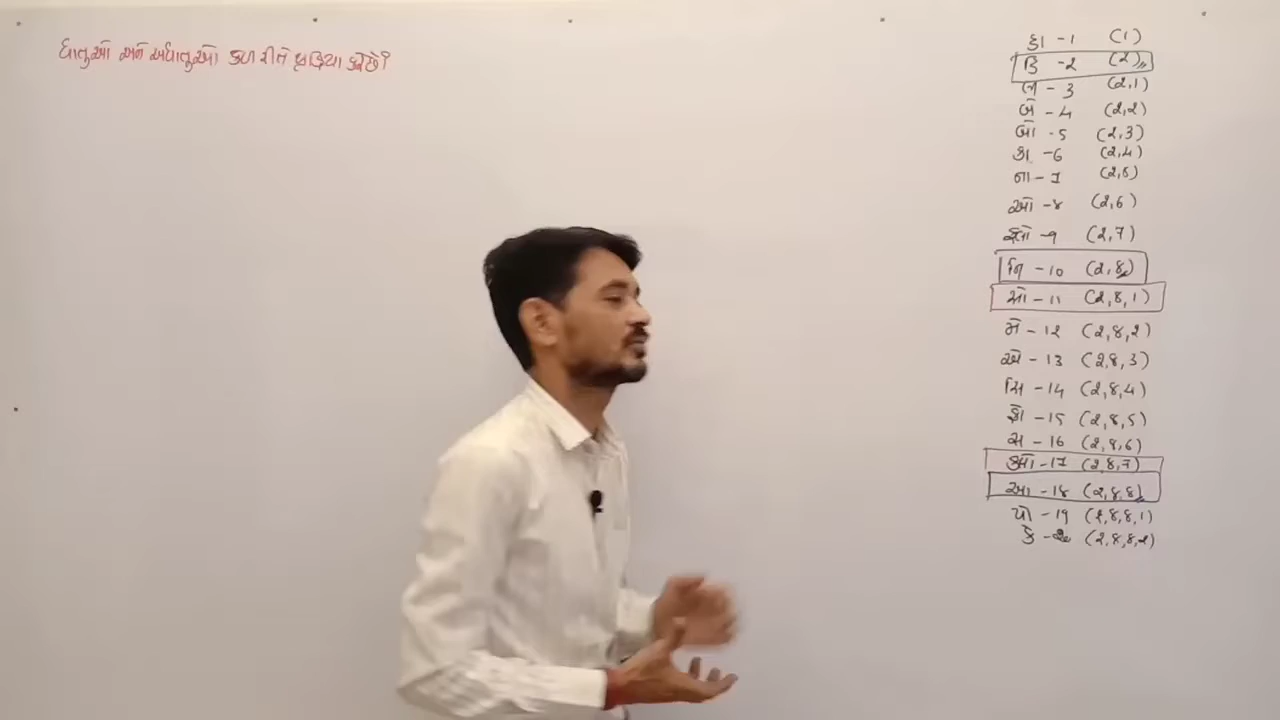 ધાતુઓ અને અધાતુઓ કઈ રીતે પ્રક્રિયા કરે છે?
હા - 1 (1)
હિ - 2 (2)
લિ - 3 (2,1)
બે - 4 (2,2)
બો - 5 (2,3)
કા - 6 (2,4)
ના - 7 (2,5)
ઓ - 8 (2,6)
ફ્લો - 9 (2,7)
નિ - 10 (2,8)
સો - 11 (2,8,1)
મે - 12 (2,8,2)
એ - 13 (2,8,3)
સિ - 14 (2,8,4)
ફો - 15 (2,8,5)
સ - 16 (2,8,6)
ક્લો - 17 (2,8,7)
આ - 18 (2,8,8)
પો - 19 (2,8,8,1)
કે - 20 (2,8,8,2)